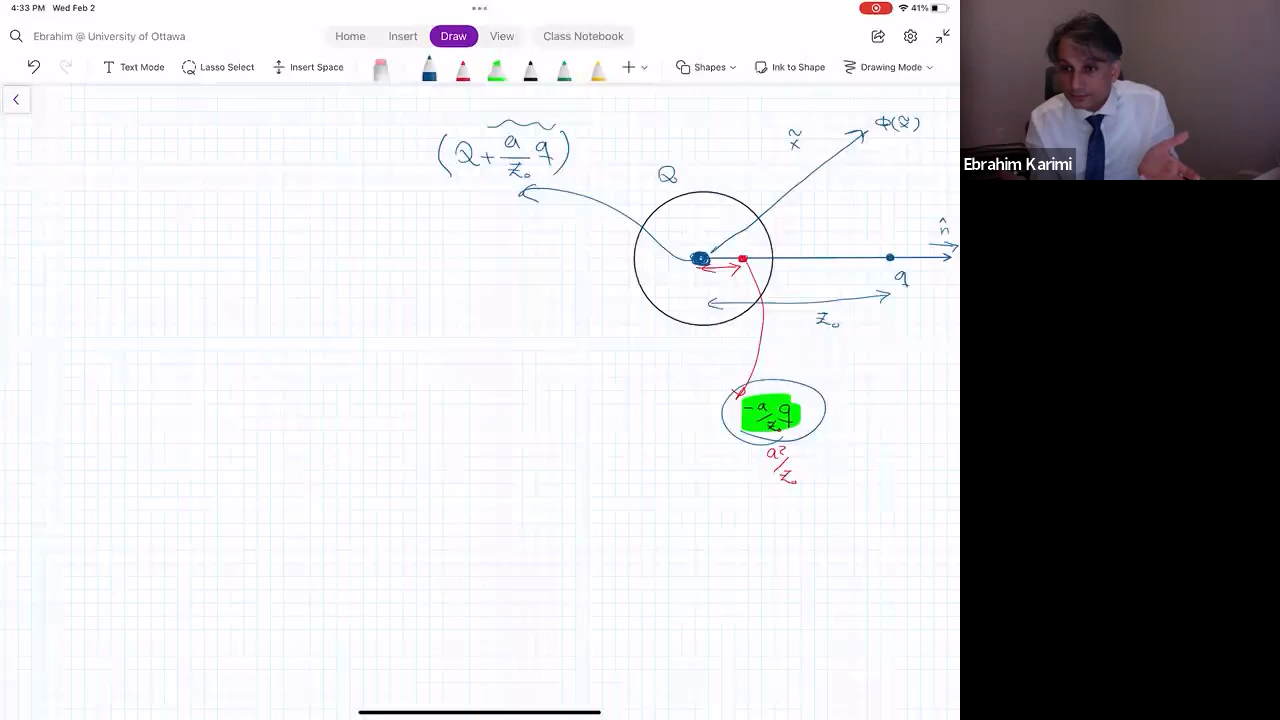 4:33 PM Wed Feb 2
41%
Ebrahim @ University of Ottawa
Home Insert Draw View Class Notebook
Text Mode Lasso Select Insert Space Shapes Ink to Shape Drawing Mode
Ebrahim Karimi
(Q + a/z₀ q)
Q
x̃
Φ(x̃)
n̂
q
z₀
-a/z₀ q
a²/z₀